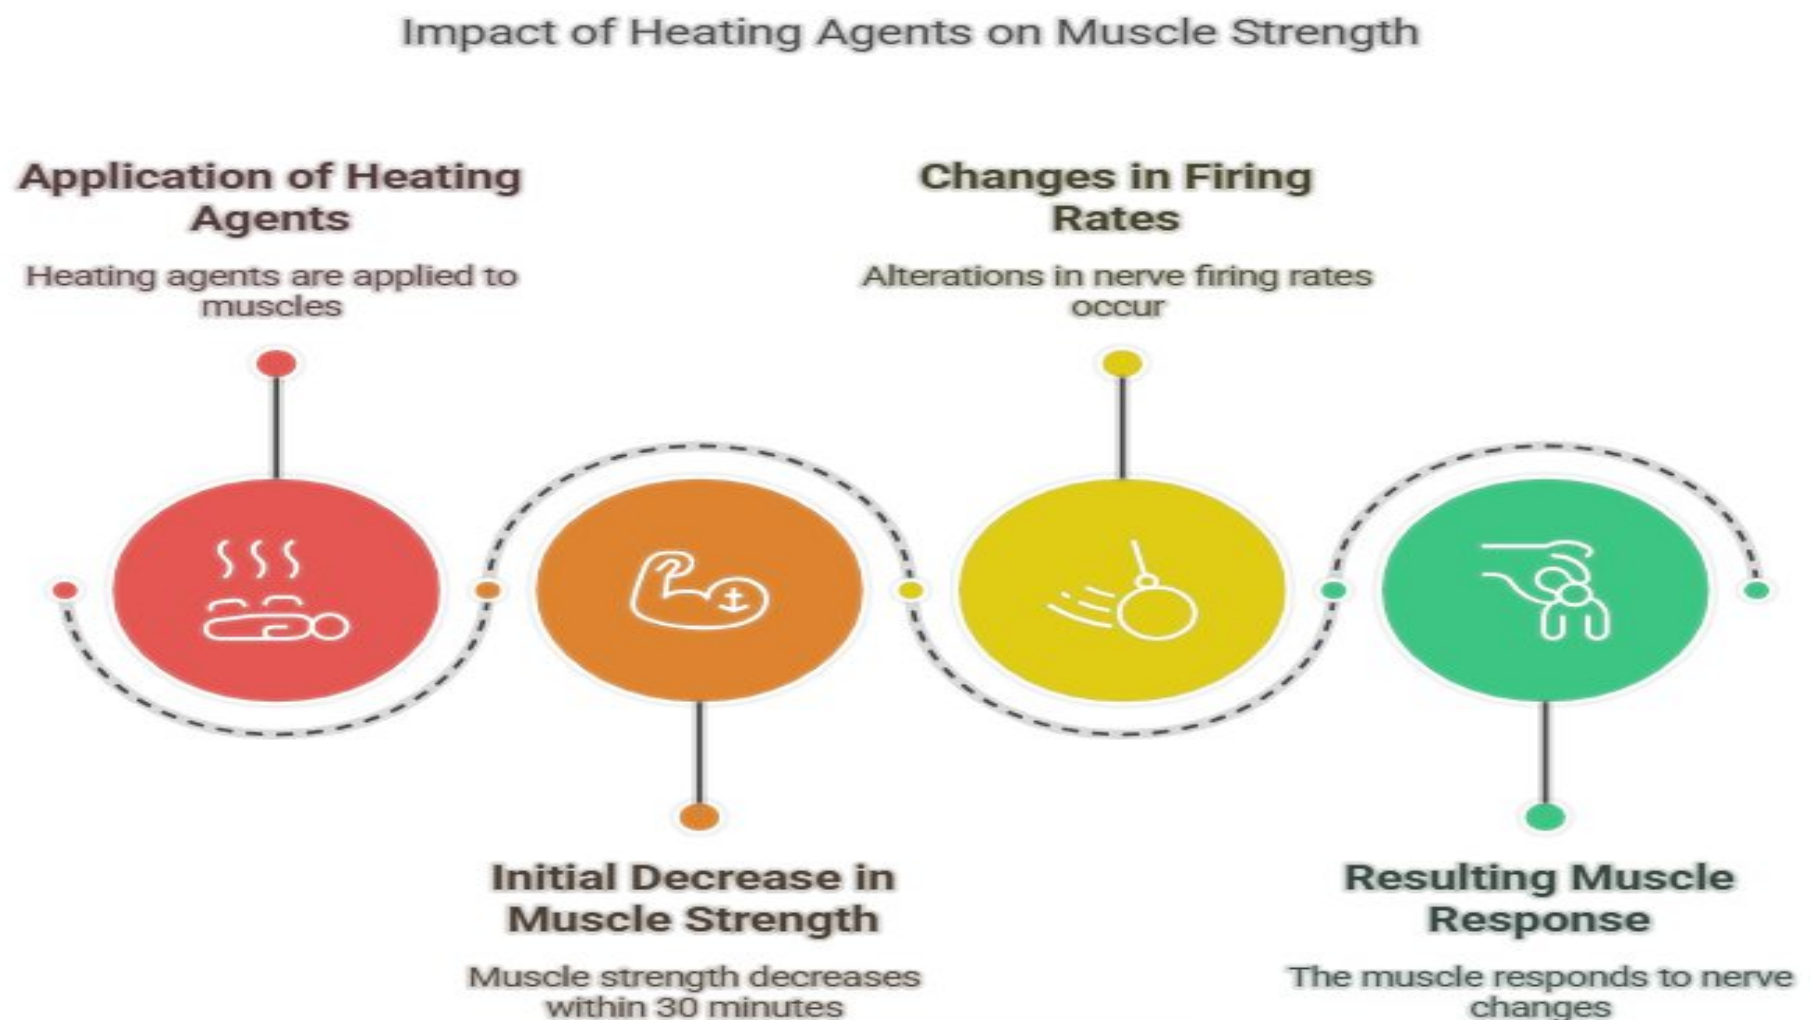 Impact of Heating Agents on Muscle Strength
Application of Heating
Agents
Heating agents are applied to
muscles
Changes in Firing
Rates
Alterations in nerve firing rates
occur
Initial Decrease in
Muscle Strength
Muscle strength decreases
within 30 minutes
Resulting Muscle
Response
The muscle responds to nerve
changes